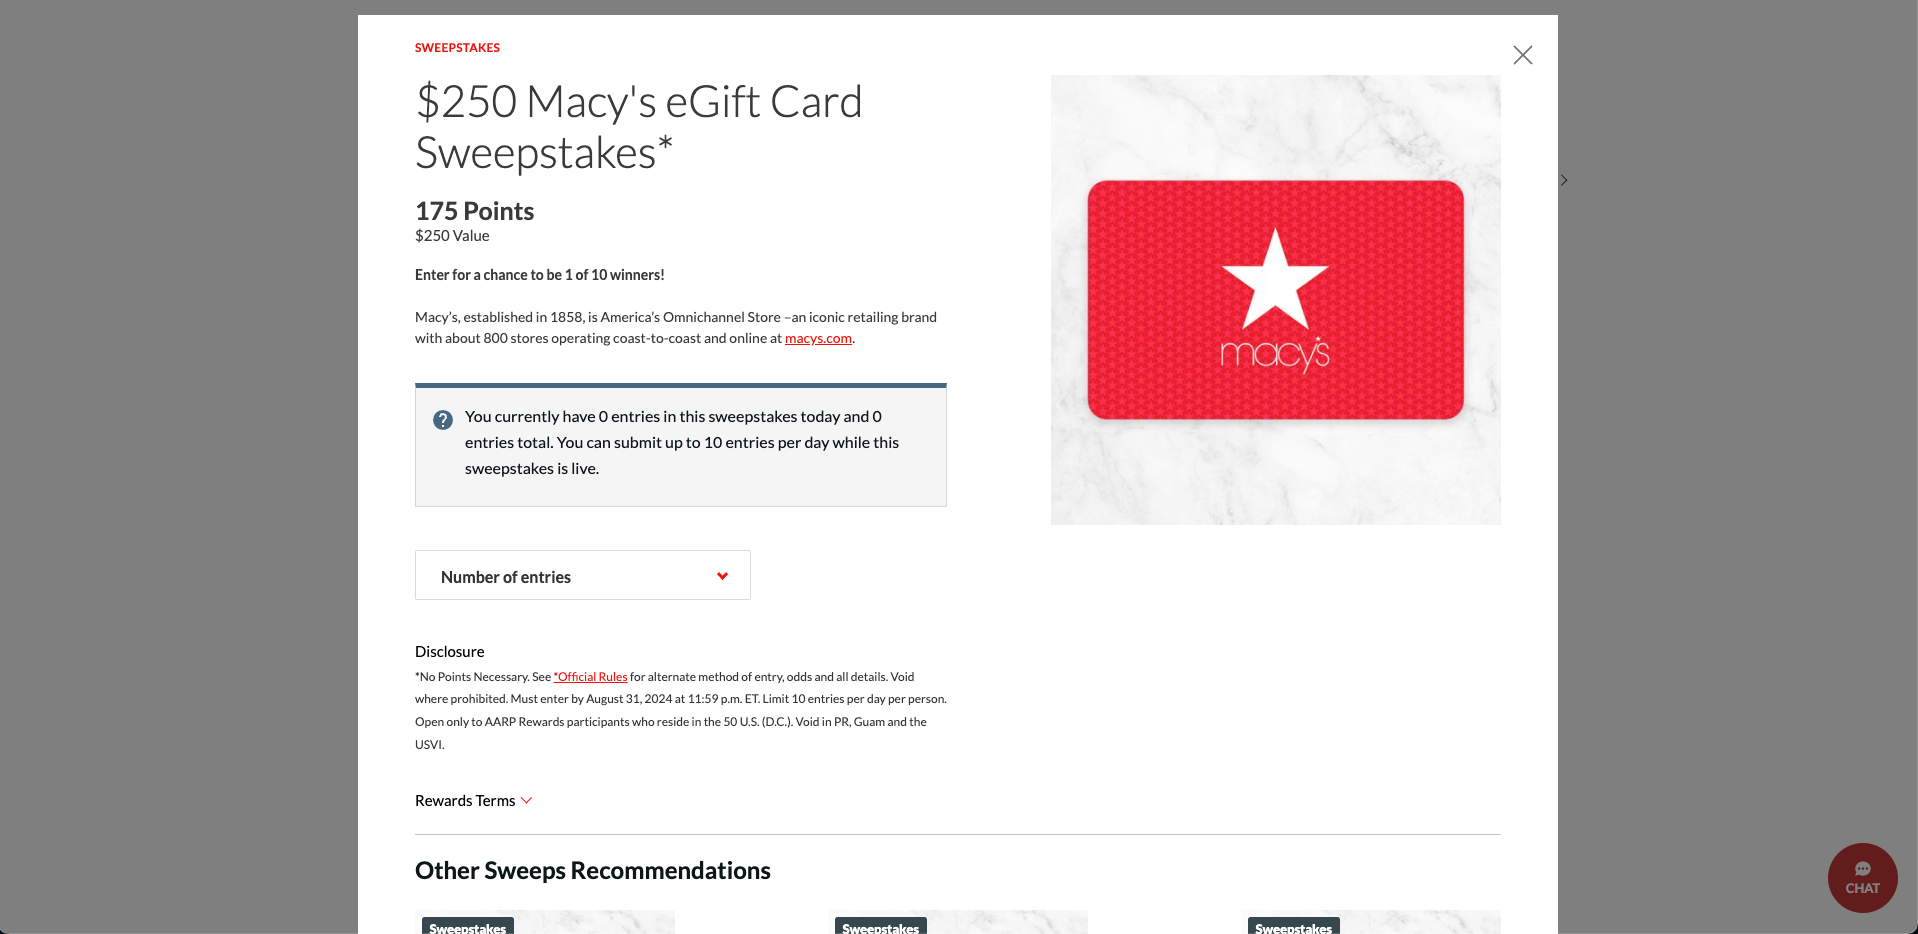 SWEEPSTAKES
$250 Macy's eGift Card
Sweepstakes*
175 Points
$250 Value
Enter for a chance to be 1 of 10 winners!
Macy’s, established in 1858, is America’s Omnichannel Store –an iconic retailing brand
with about 800 stores operating coast-to-coast and online at macys.com.
macy's
You currently have 0 entries in this sweepstakes today and 0
entries total. You can submit up to 10 entries per day while this
sweepstakes is live.
Number of entries
Disclosure
*No Points Necessary. See *Official Rules for alternate method of entry, odds and all details. Void
where prohibited. Must enter by August 31, 2024 at 11:59 p.m. ET. Limit 10 entries per day per person.
Open only to AARP Rewards participants who reside in the 50 U.S. (D.C.). Void in PR, Guam and the
USVI.
Rewards Terms
Other Sweeps Recommendations
CHAT
Sweepstakes
Sweepstakes
Sweepstakes